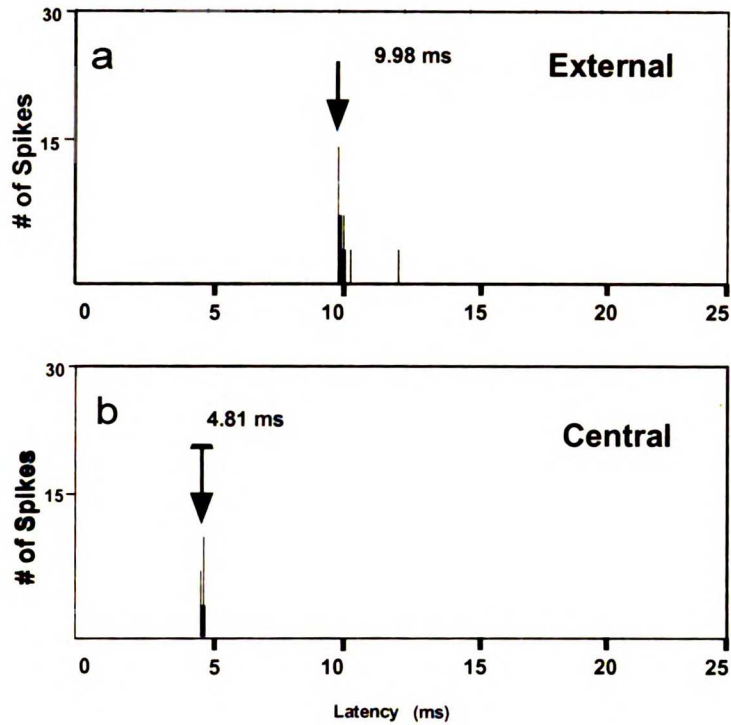 30
a
9.98 ms
External
15
# of Spikes
0 5 10 15 20 25
30
b
4.81 ms
Central
15
# of Spikes
0 5 10 15 20 25
Latency (ms)